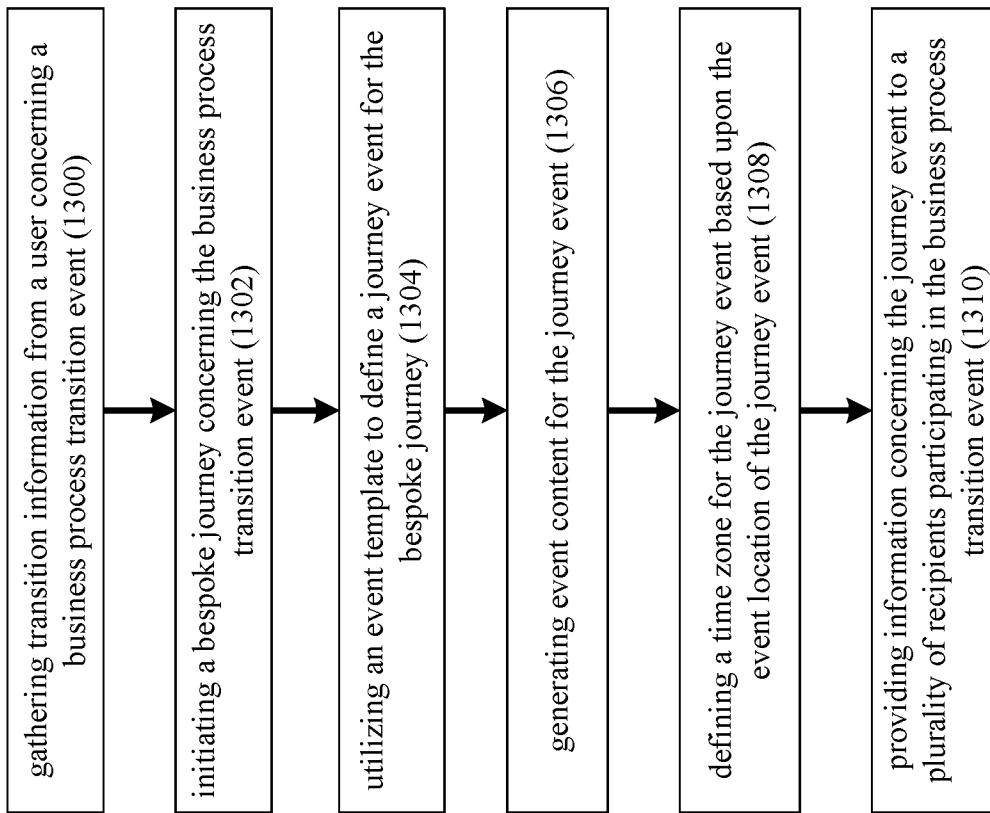 gathering transition information from a user concerning a
business process transition event (1300)
initiating a bespoke journey concerning the business process
transition event (1302)
utilizing an event template to define a journey event for the
bespoke journey (1304)
generating event content for the journey event (1306)
defining a time zone for the journey event based upon the
event location of the journey event (1308)
providing information concerning the journey event to a
plurality of recipients participating in the business process
transition event (1310)